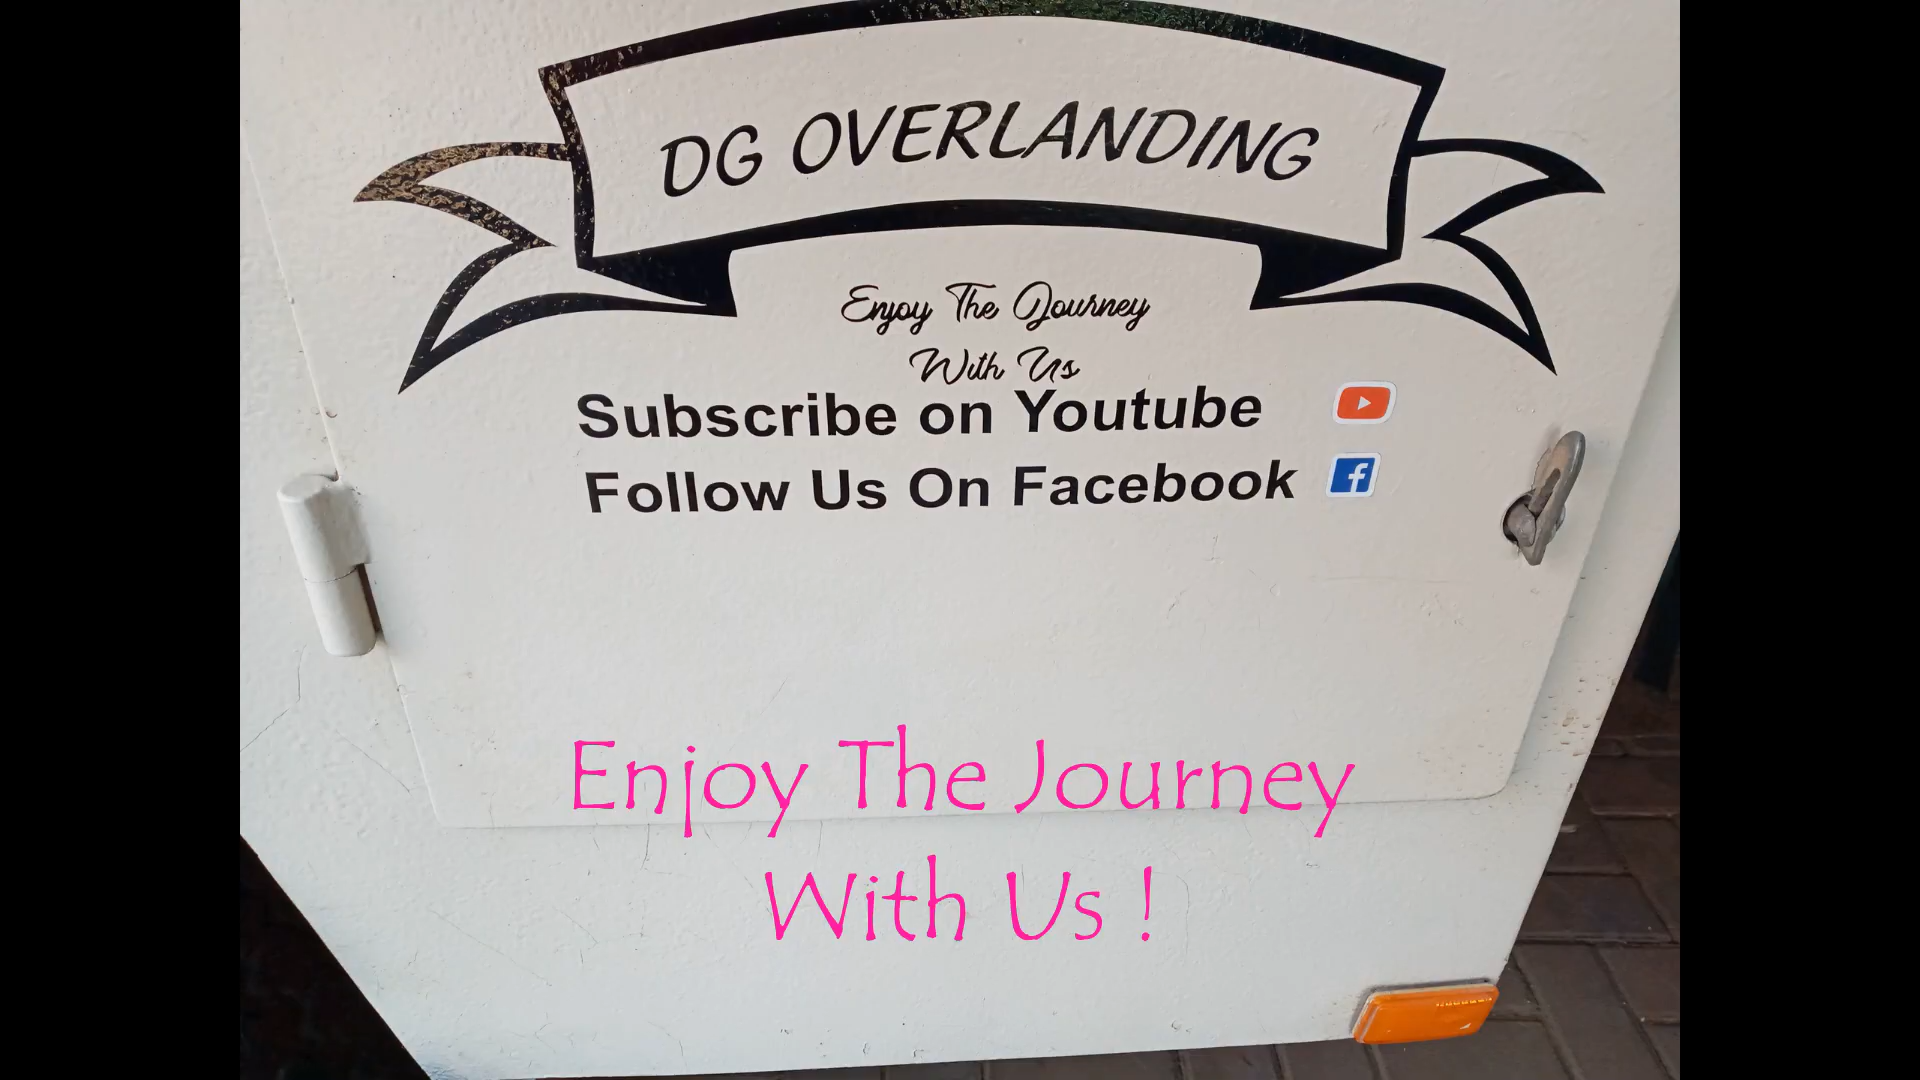 DG OVERLANDING
Enjoy The Journey
With Us
Subscribe on Youtube
Follow Us On Facebook
Enjoy The Journey
With Us !